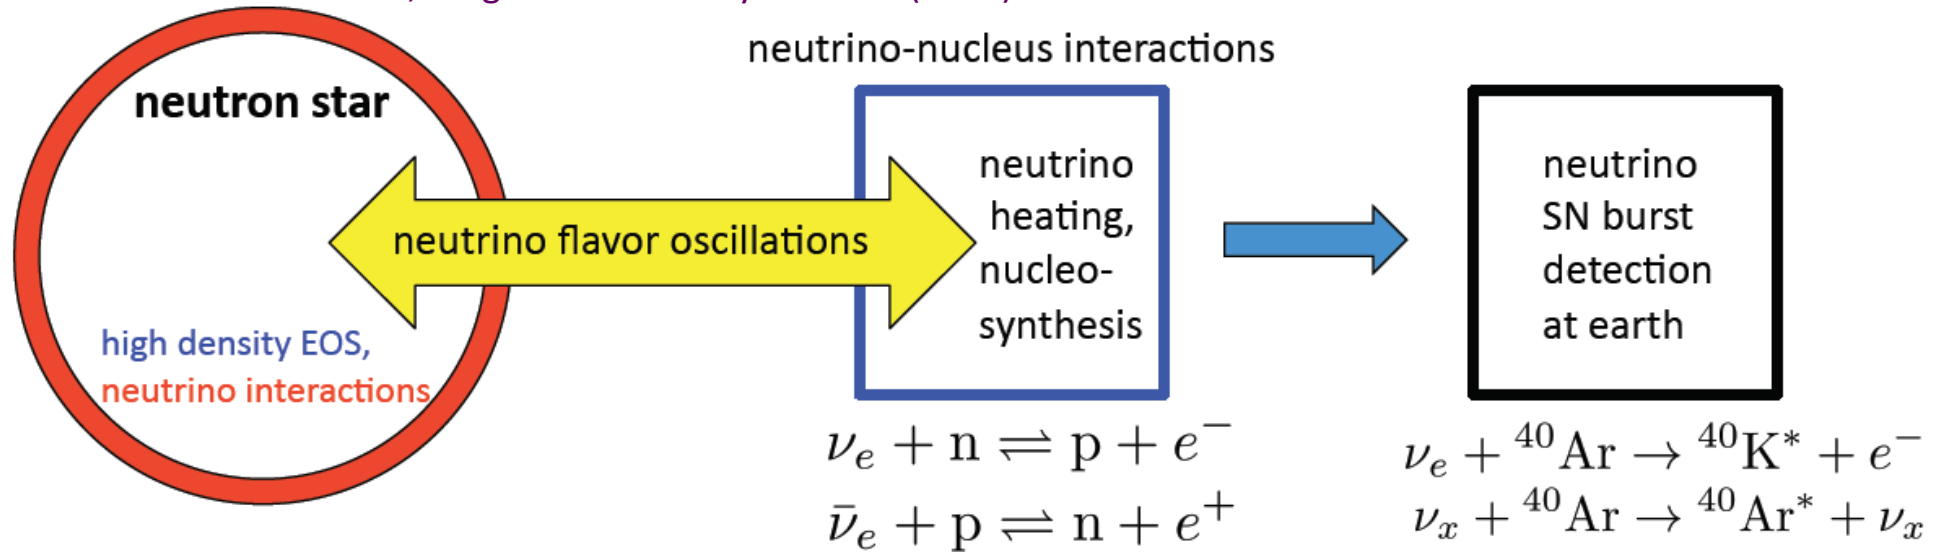 neutrino-nucleus interactions
neutron star
neutrino flavor oscillations
high density EOS,
neutrino interactions
neutrino
heating,
nucleo-
synthesis
neutrino
SN burst
detection
at earth
νₑ + n ⇌ p + e⁻
ν̄ₑ + p ⇌ n + e⁺
νₑ + ⁴⁰Ar → ⁴⁰K* + e⁻
νₓ + ⁴⁰Ar → ⁴⁰Ar* + νₓ